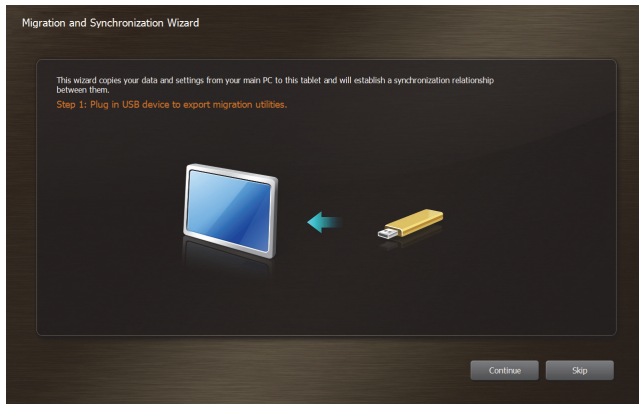 Migration and Synchronization Wizard
This wizard copies your data and settings from your main PC to this tablet and will establish a synchronization relationship
between them.
Step 1: Plug in USB device to export migration utilities.
Continue
Skip